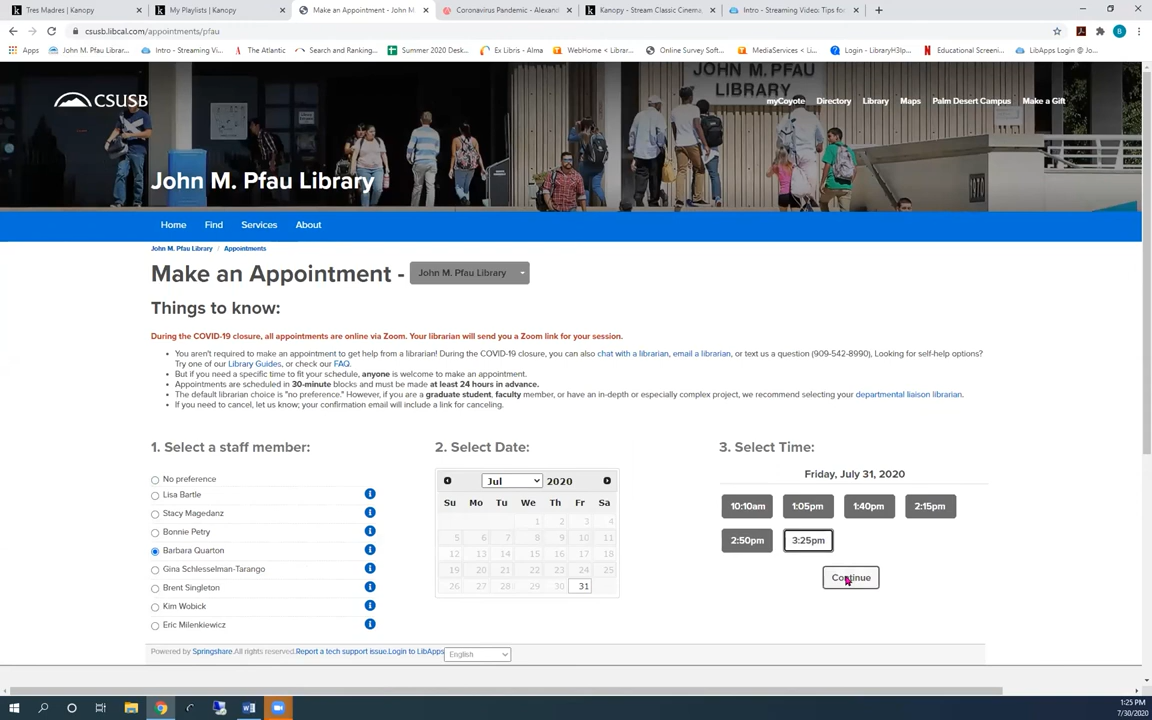 Tres Madres | Kanopy
My Playlists | Kanopy
Make an Appointment - John M
Coronavirus Pandemic - Alexand
Kanopy - Stream Classic Cinema,
Intro - Streaming Video: Tips fo
csusb.libcal.com/appointments/pfau
B
Apps
John M. Pfau Librar...
Intro - Streaming Vi...
The Atlantic
Search and Ranking...
Summer 2020 Desk...
Ex Libris - Alma
WebHome < Librar...
Online Survey Soft...
MediaServices < Li...
Login - LibraryH3lp...
Educational Screeni...
LibApps Login @ Jo...
JOHN M. PFAU
LIBRARY
CSUSB
myCoyote
Directory
Library
Maps
Palm Desert Campus
Make a Gift
John M. Pfau Library
Home
Find
Services
About
John M. Pfau Library / Appointments
Make an Appointment - John M. Pfau Library
Things to know:
During the COVID-19 closure, all appointments are online via Zoom. Your librarian will send you a Zoom link for your session.
You aren't required to make an appointment to get help from a librarian! During the COVID-19 closure, you can also chat with a librarian, email a librarian, or text us a question (909-542-8990), Looking for self-help options?
Try one of our Library Guides, or check our FAQ.
But if you need a specific time to fit your schedule, anyone is welcome to make an appointment.
Appointments are scheduled in 30-minute blocks and must be made at least 24 hours in advance.
The default librarian choice is "no preference." However, if you are a graduate student, faculty member, or have an in-depth or especially complex project, we recommend selecting your departmental liaison librarian.
If you need to cancel, let us know; your confirmation email will include a link for canceling.
1. Select a staff member:
No preference
Lisa Bartle
Stacy Magedanz
Bonnie Petry
Barbara Quarton
Gina Schlesselman-Tarango
Brent Singleton
Kim Wobick
Eric Milenkiewicz
2. Select Date:
Jul 2020
Su Mo Tu We Th Fr Sa
1 2 3 4
5 6 7 8 9 10 11
12 13 14 15 16 17 18
19 20 21 22 23 24 25
26 27 28 29 30 31
3. Select Time:
Friday, July 31, 2020
10:10am 1:05pm 1:40pm 2:15pm
2:50pm 3:25pm
Continue
Powered by Springshare. All rights reserved. Report a tech support issue. Login to LibApps English
1:25 PM
7/30/2020